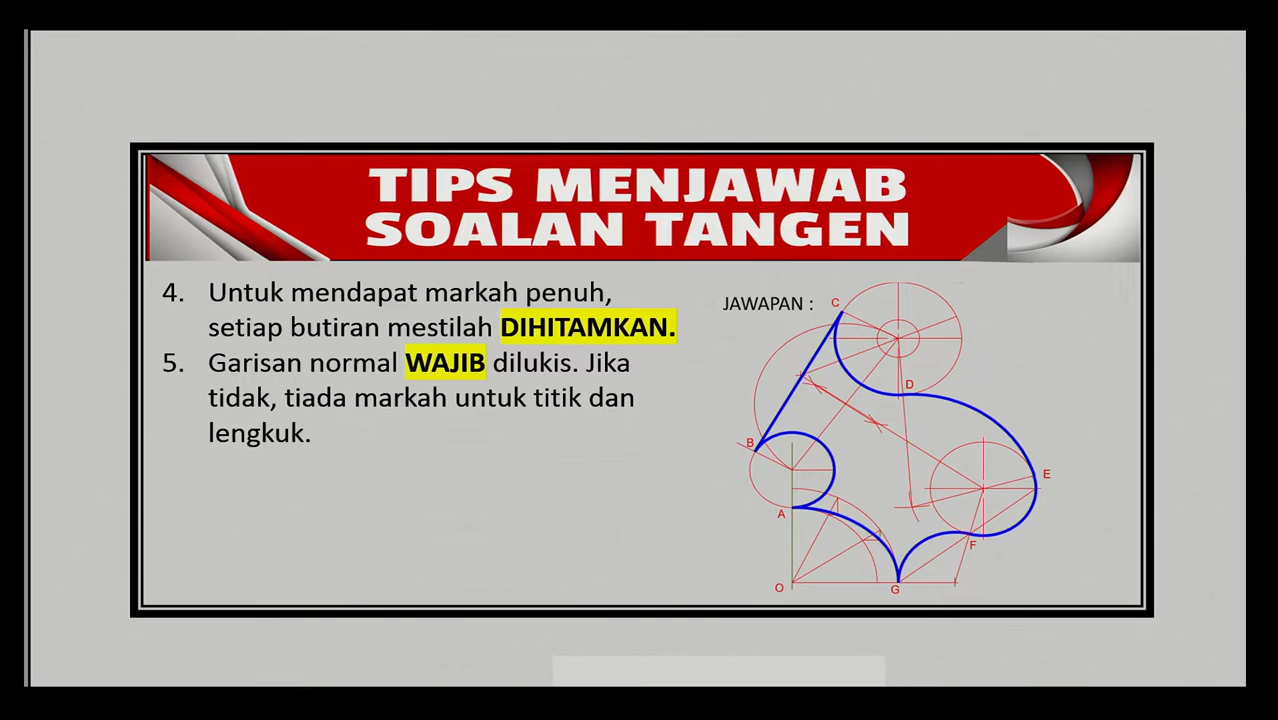 TIPS MENJAWAB
SOALAN TANGEN
4. Untuk mendapat markah penuh,
setiap butiran mestilah DIHITAMKAN.
5. Garisan normal WAJIB dilukis. Jika
tidak, tiada markah untuk titik dan
lengkuk.
JAWAPAN :
C
D
B
E
A
F
O
G